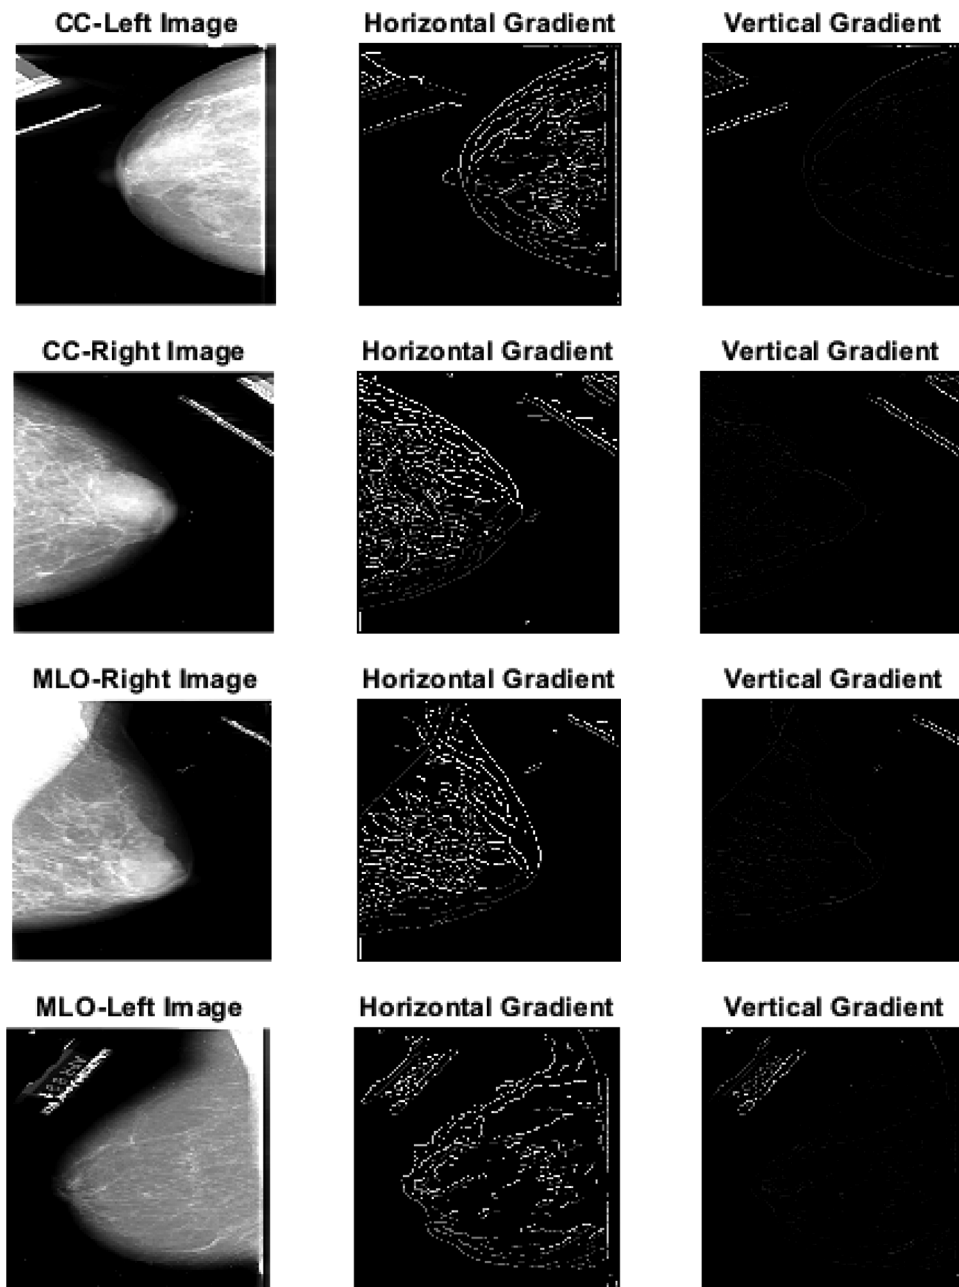 CC-Left Image Horizontal Gradient Vertical Gradient
CC-Right Image Horizontal Gradient Vertical Gradient
MLO-Right Image Horizontal Gradient Vertical Gradient
MLO-Left Image Horizontal Gradient Vertical Gradient